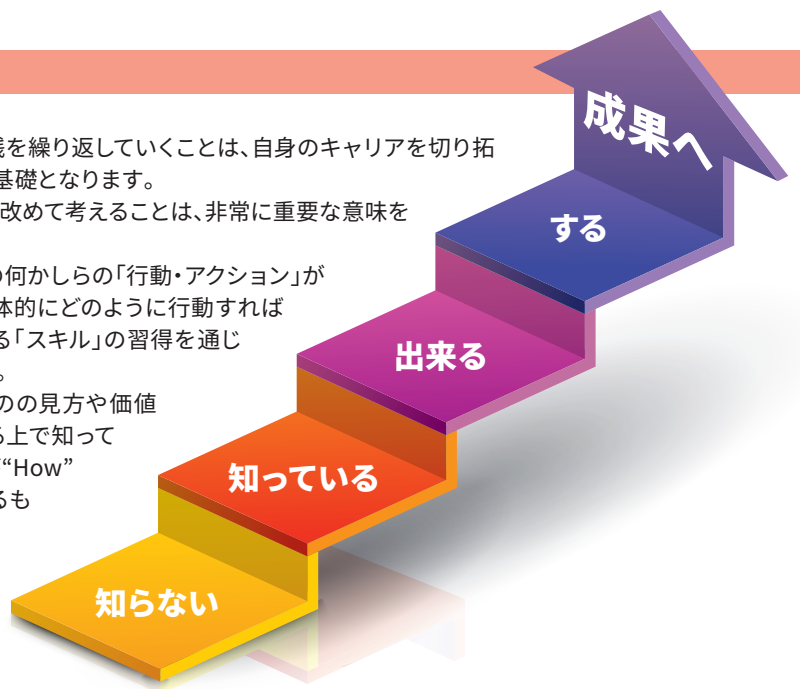 を繰り返していくことは、自身のキャリアを切り拓
基礎となります。
改めて考えることは、非常に重要な意味を
何かしらの「行動・アクション」が
体的にどのように行動すれば
る「スキル」の習得を通じ
。
のの見方や価値
る上で知って
“How”
るも
成果へ
する
出来る
知っている
知らない